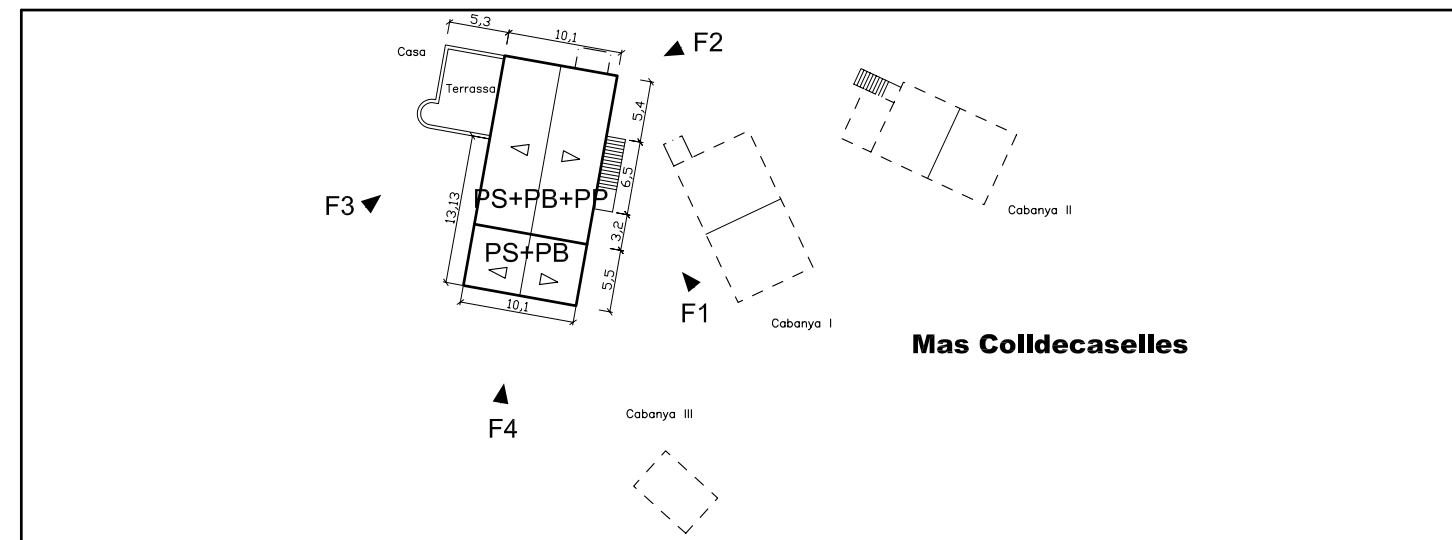 5,3
10,1
F2
Casa
Terrassa
5,4
6,5
F3
13,13
PS+PB+PP
Cabanya II
3,2
PS+PB
5,5
10,1
F1
Cabanya I
Mas Colldecaselles
F4
Cabanya III